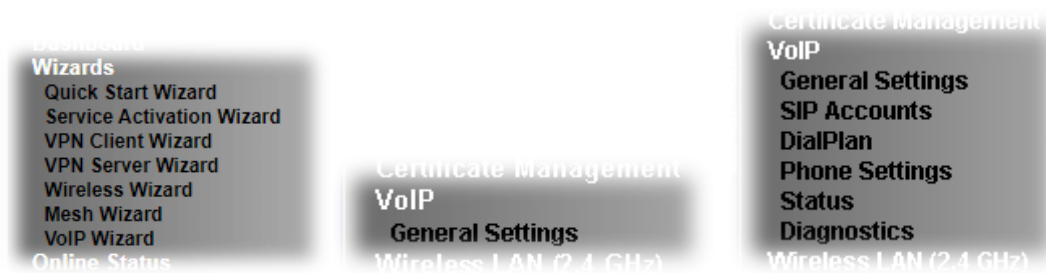 Dashboard
Wizards
Quick Start Wizard
Service Activation Wizard
VPN Client Wizard
VPN Server Wizard
Wireless Wizard
Mesh Wizard
VoIP Wizard
Online Status
Certificate Management
VoIP
General Settings
Wireless LAN (2.4 GHz)
Certificate Management
VoIP
General Settings
SIP Accounts
DialPlan
Phone Settings
Status
Diagnostics
Wireless LAN (2.4 GHz)